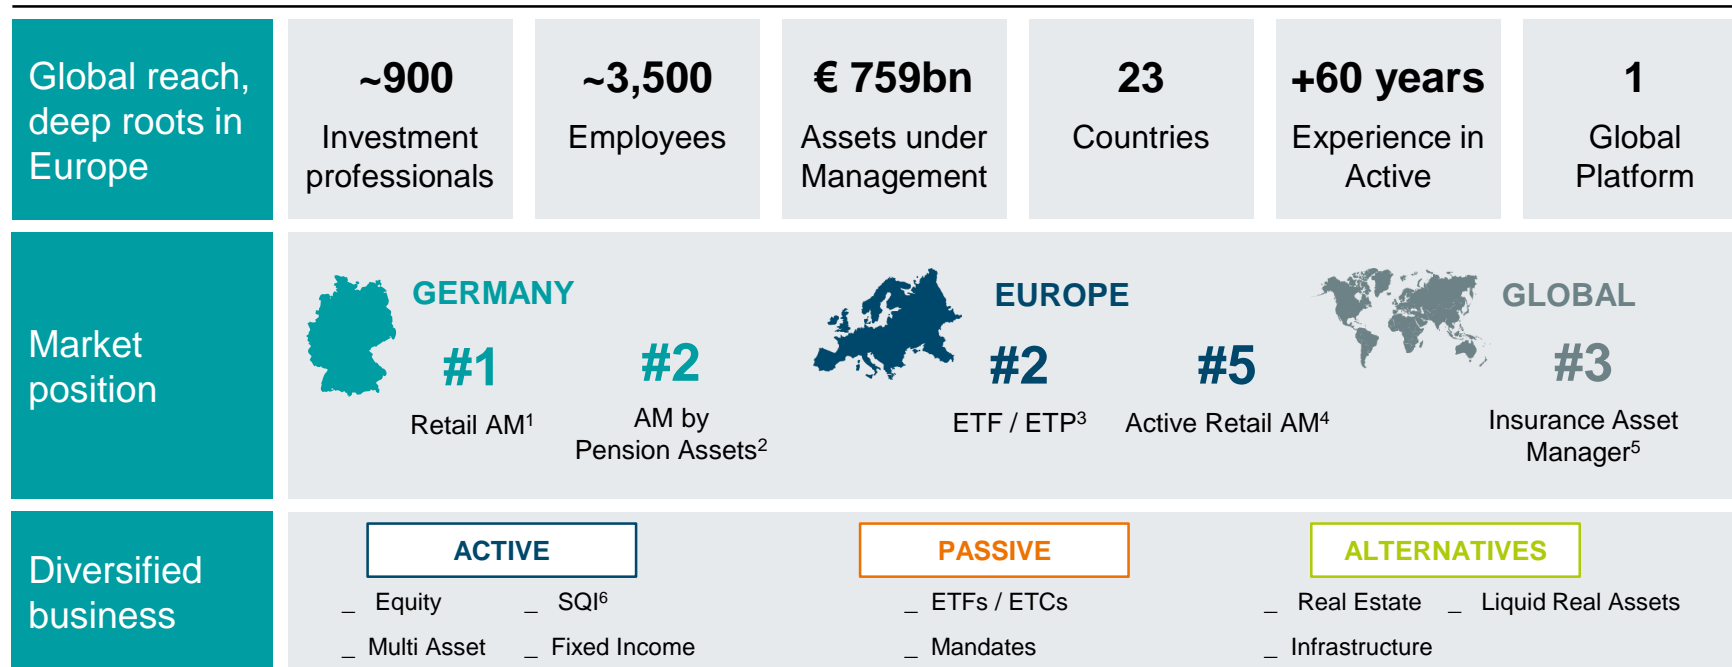 Global reach,
deep roots in
Europe
~900
Investment
professionals
~3,500
Employees
€ 759bn
Assets under
Management
23
Countries
+60 years
Experience in
Active
1
Global
Platform
Market
position
GERMANY
#1
Retail AM1
#2
AM by
Pension Assets2
EUROPE
#2
ETF / ETP3
#5
Active Retail AM4
GLOBAL
#3
Insurance Asset
Manager5
Diversified
business
ACTIVE
_ Equity
_ SQI6
_ Multi Asset
_ Fixed Income
PASSIVE
_ ETFs / ETCs
_ Mandates
ALTERNATIVES
_ Real Estate
_ Liquid Real Assets
_ Infrastructure